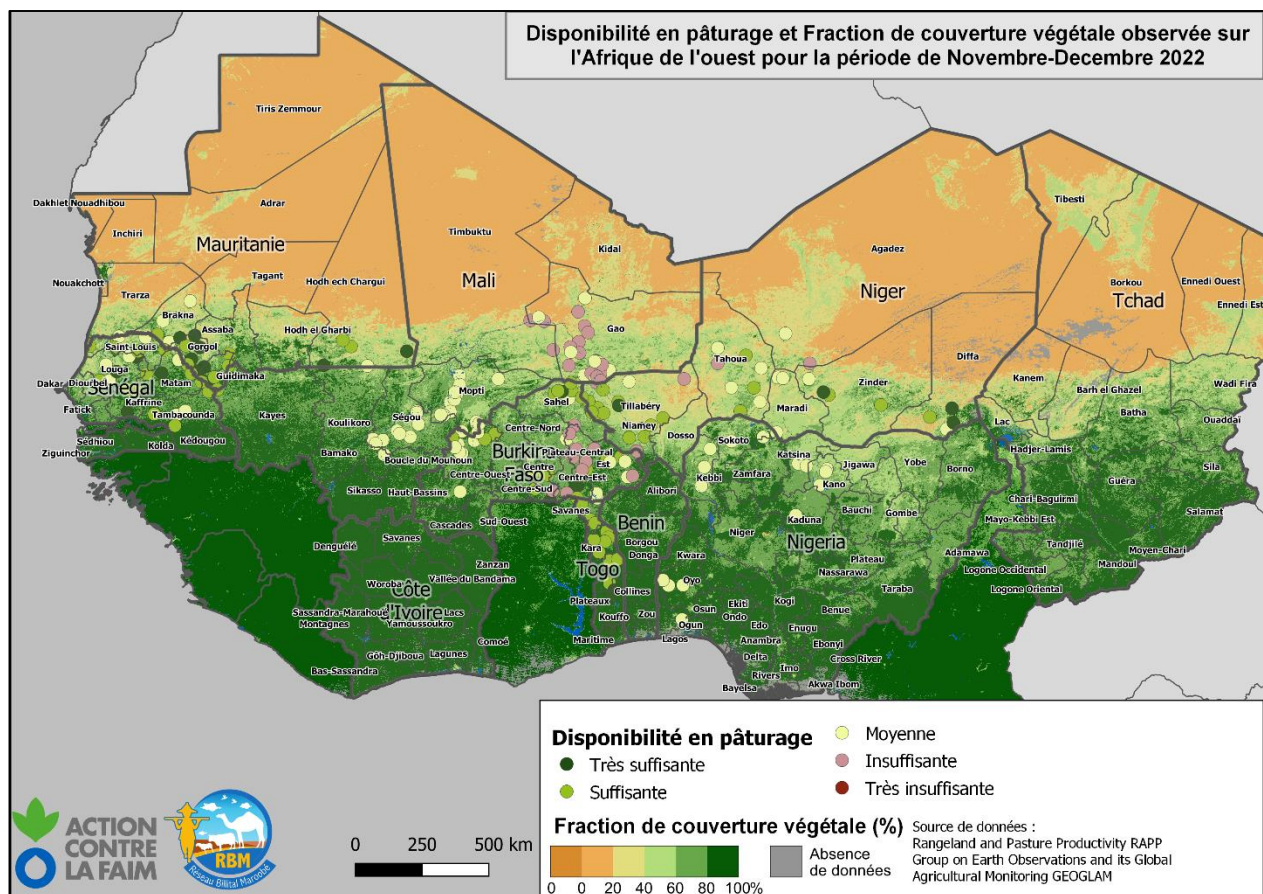 Disponibilité en pâturage et Fraction de couverture végétale observée sur
l'Afrique de l'ouest pour la période de Novembre-Decembre 2022
Tiris Zemmour
Dakhlet Nouadhibou
Adrar
Inchiri
Mauritanie
Timbuktu
Kidal
Agadez
Tibesti
Nouakchott
Tagant
Hodh ech Chargui
Mali
Niger
Borkou
Ennedi Ouest
Trarza
Tchad
Ennedi Est
Brakna
Assaba
Hodh el Gharbi
Gao
Gorgol
Saint-Louis
Tahoua
Diffa
Louga
Guidimaka
Kanem
Barh el Ghazel
Wadi Fira
Dakar
Diourbel
Sénégal
Matam
Mopti
Zinder
Fatick
Kaffrine
Sahel
Tillabéry
Maradi
Batha
Ouaddaï
Tambacounda
Kayes
Ségou
Koulikoro
Centre-Nord
Niamey
Dosso
Sokoto
Lac
Sédhiou
Kolda
Kédougou
Ziguinchor
Bamako
Boucle du Mouhoun
Burkina
Faso
Plateau-Central
Centre
Est
Katsina
Jigawa
Yobe
Borno
Hadjer-Lamis
Sila
Centre-Ouest
Centre-Est
Kebbi
Zamfara
Kano
Guéra
Sikasso
Haut-Bassins
Centre-Sud
Alibori
Bauchi
Gombe
Chari-Baguirmi
Salamat
Cascades
Sud-Ouest
Savanes
Benin
Niger
Kaduna
Nigeria
Mayo-Kebbi Est
Denguélé
Savanes
Kara
Borgou
Donga
Kwara
Plateau
Adamawa
Tandjilé
Moyen-Chari
Zanzan
Togo
Nassarawa
Logone Occidental
Mandoul
Woroba
Côte
d'Ivoire
Vallée du Bandama
Oyo
Taraba
Logone Oriental
Plateaux
Collines
Kouffo
Zou
Osun
Ekiti
Kogi
Benue
Sassandra-Marahoué
Montagnes
Lacs
Yamoussoukro
Ondo
Ogun
Edo
Enugu
Comoé
Maritime
Lagos
Anambra
Ebonyi
Gôh-Djiboua
Lagunes
Delta
Imo
Cross River
Bas-Sassandra
Rivers
Bayelsa
Akwa Ibom
Disponibilité en pâturage
Très suffisante
Suffisante
Moyenne
Insuffisante
Très insuffisante
Fraction de couverture végétale (%)
0 0 20 40 60 80 100%
Absence
de données
Source de données :
Rangeland and Pasture Productivity RAPP
Group on Earth Observations and its Global
Agricultural Monitoring GEOGLAM
ACTION
CONTRE
LA FAIM
RBM
Réseau Billital Maroobé
0 250 500 km